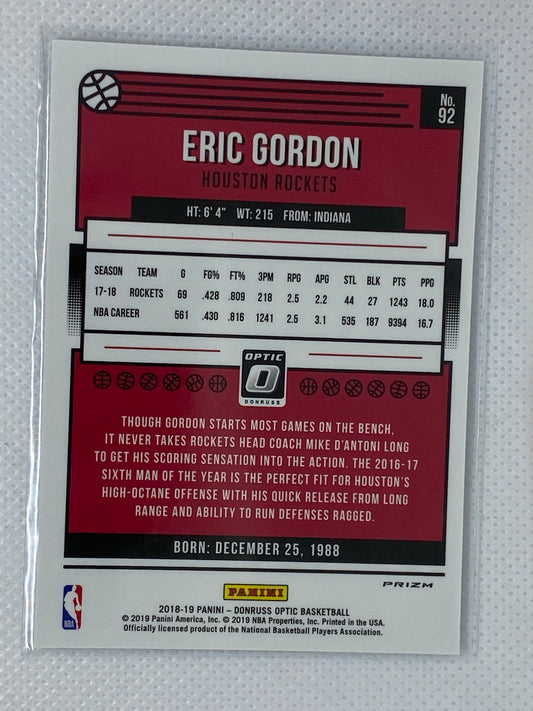 No.
92
ERIC GORDON
HOUSTON ROCKETS
HT: 6' 4" WT: 215 FROM: INDIANA
SEASON TEAM G FG% FT% 3PM RPG APG STL BLK PTS PPG
17-18 ROCKETS 69 .428 .809 218 2.5 2.2 44 27 1243 18.0
NBA CAREER 561 .430 .816 1241 2.5 3.1 535 187 9394 16.7
OPTIC
DONRUSS
THOUGH GORDON STARTS MOST GAMES ON THE BENCH,
IT NEVER TAKES ROCKETS HEAD COACH MIKE D'ANTONI LONG
TO GET HIS SCORING SENSATION INTO THE ACTION. THE 2016-17
SIXTH MAN OF THE YEAR IS THE PERFECT FIT FOR HOUSTON'S
HIGH-OCTANE OFFENSE WITH HIS QUICK RELEASE FROM LONG
RANGE AND ABILITY TO RUN DEFENSES RAGGED.
BORN: DECEMBER 25, 1988
NBA
PANINI
PRIZM
2018-19 PANINI – DONRUSS OPTIC BASKETBALL
© 2019 Panini America, Inc. © 2019 NBA Properties, Inc. Printed in the USA.
Officially licensed product of the National Basketball Players Association.